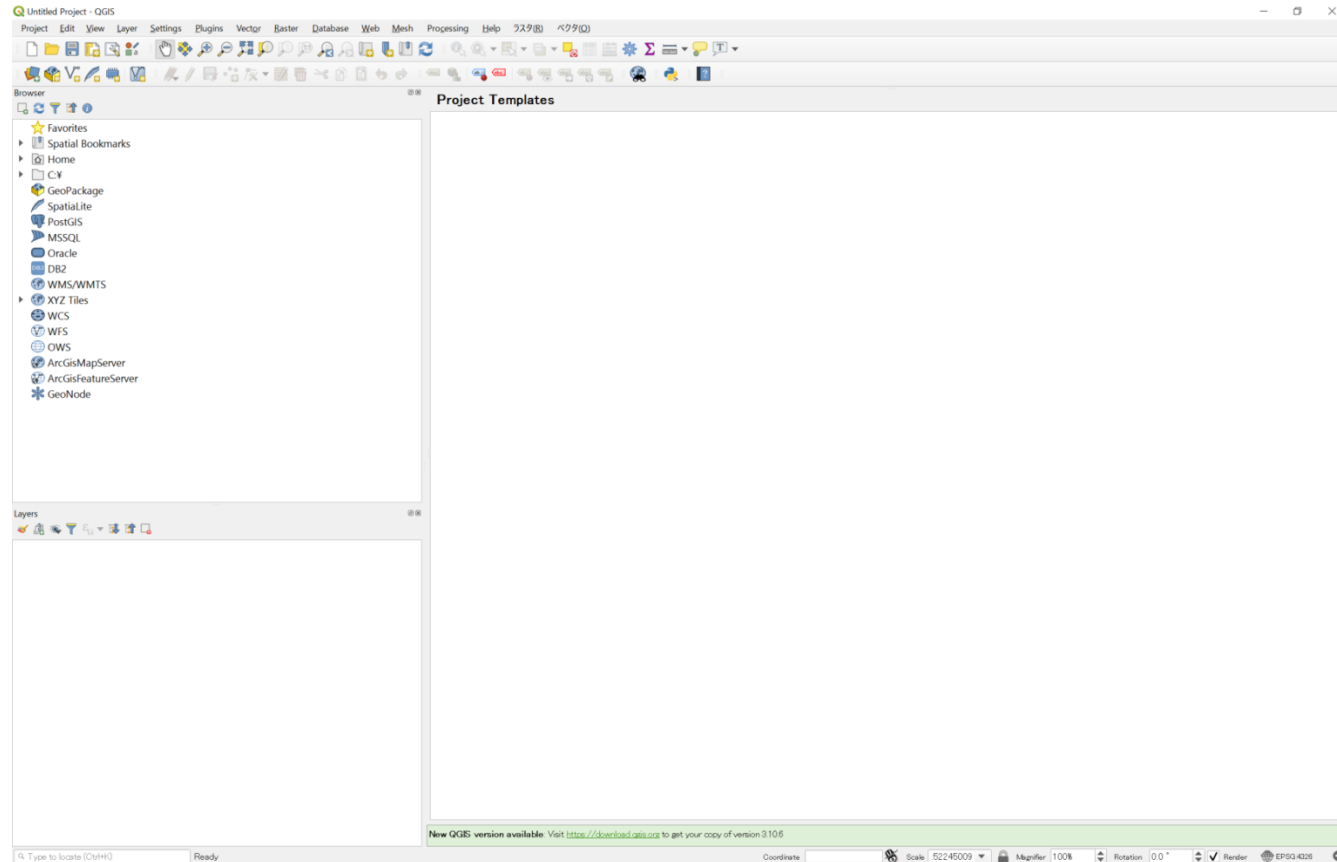 Untitled Project - QGIS
Project Edit View Layer Settings Plugins Vector Raster Database Web Mesh Processing Help ラスタ(R) ベクタ(O)
Browser
Project Templates
Favorites
Spatial Bookmarks
Home
C:¥
GeoPackage
SpatiaLite
PostGIS
MSSQL
Oracle
DB2
WMS/WMTS
XYZ Tiles
WCS
WFS
OWS
ArcGisMapServer
ArcGisFeatureServer
GeoNode
Layers
New QGIS version available: Visit https://download.qgis.org to get your copy of version 3.10.6
Type to locate (Ctrl+K) Ready Coordinate Scale 52245009 Magnifier 100% Rotation 0.0 ° Render EPSG:4326